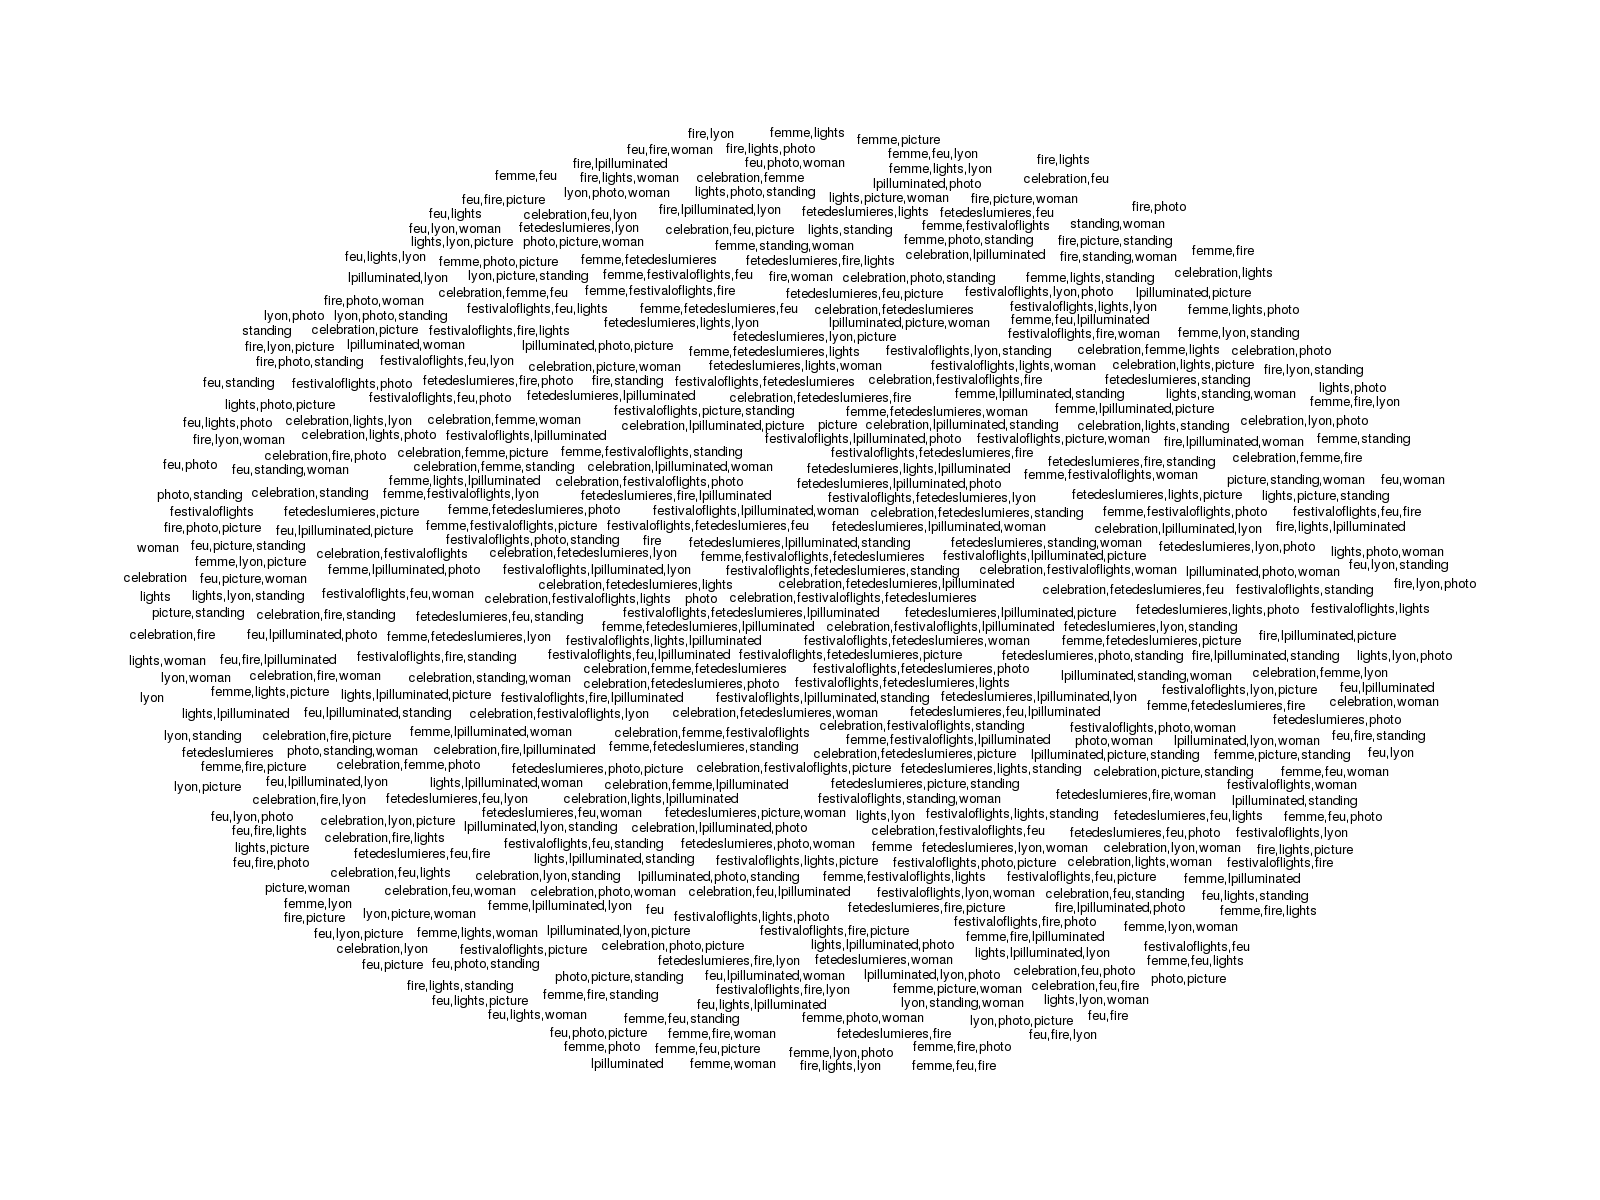 fire,lyon femme,lights
femme,picture
feu,fire,woman fire,lights,photo
femme,feu,lyon
fire,lpilluminated feu,photo,woman fire,lights
femme,lights,lyon
femme,feu fire,lights,woman celebration,femme celebration,feu
lpilluminated,photo
lyon,photo,woman lights,photo,standing
feu,fire,picture lights,picture,woman fire,picture,woman
fire,photo
feu,lights celebration,feu,lyon fire,lpilluminated,lyon fetedeslumieres,lights fetedeslumieres,feu
feu,lyon,woman fetedeslumieres,lyon celebration,feu,picture lights,standing femme,festivaloflights standing,woman
lights,lyon,picture photo,picture,woman femme,standing,woman femme,photo,standing fire,picture,standing
feu,lights,lyon femme,photo,picture femme,fetedeslumieres fetedeslumieres,fire,lights celebration,lpilluminated fire,standing,woman femme,fire
lpilluminated,lyon lyon,picture,standing femme,festivaloflights,feu fire,woman celebration,photo,standing femme,lights,standing celebration,lights
fire,photo,woman celebration,femme,feu femme,festivaloflights,fire fetedeslumieres,feu,picture festivaloflights,lyon,photo lpilluminated,picture
lyon,photo lyon,photo,standing festivaloflights,feu,lights femme,fetedeslumieres,feu celebration,fetedeslumieres festivaloflights,lights,lyon femme,lights,photo
standing celebration,picture festivaloflights,fire,lights fetedeslumieres,lights,lyon lpilluminated,picture,woman femme,feu,lpilluminated
fetedeslumieres,lyon,picture festivaloflights,fire,woman femme,lyon,standing
fire,lyon,picture lpilluminated,woman lpilluminated,photo,picture femme,fetedeslumieres,lights festivaloflights,lyon,standing celebration,femme,lights celebration,photo
fire,photo,standing festivaloflights,feu,lyon celebration,picture,woman fetedeslumieres,lights,woman festivaloflights,lights,woman celebration,lights,picture fire,lyon,standing
feu,standing festivaloflights,photo fetedeslumieres,fire,photo fire,standing festivaloflights,fetedeslumieres celebration,festivaloflights,fire fetedeslumieres,standing lights,photo
festivaloflights,feu,photo fetedeslumieres,lpilluminated celebration,fetedeslumieres,fire femme,lpilluminated,standing lights,standing,woman femme,fire,lyon
lights,photo,picture festivaloflights,picture,standing femme,fetedeslumieres,woman femme,lpilluminated,picture
feu,lights,photo celebration,lights,lyon celebration,femme,woman celebration,lpilluminated,picture picture celebration,lpilluminated,standing celebration,lights,standing celebration,lyon,photo
fire,lyon,woman celebration,lights,photo festivaloflights,lpilluminated festivaloflights,lpilluminated,photo festivaloflights,picture,woman fire,lpilluminated,woman femme,standing
celebration,fire,photo celebration,femme,picture femme,festivaloflights,standing festivaloflights,fetedeslumieres,fire celebration,femme,fire
feu,photo feu,standing,woman celebration,femme,standing celebration,lpilluminated,woman fetedeslumieres,lights,lpilluminated fetedeslumieres,fire,standing
femme,lights,lpilluminated celebration,festivaloflights,photo fetedeslumieres,lpilluminated,photo femme,festivaloflights,woman picture,standing,woman feu,woman
photo,standing celebration,standing femme,festivaloflights,lyon fetedeslumieres,fire,lpilluminated festivaloflights,fetedeslumieres,lyon fetedeslumieres,lights,picture lights,picture,standing
festivaloflights fetedeslumieres,picture femme,fetedeslumieres,photo festivaloflights,lpilluminated,woman celebration,fetedeslumieres,standing femme,festivaloflights,photo festivaloflights,feu,fire
fire,photo,picture feu,lpilluminated,picture femme,festivaloflights,picture festivaloflights,fetedeslumieres,feu fetedeslumieres,lpilluminated,woman celebration,lpilluminated,lyon fire,lights,lpilluminated
woman feu,picture,standing festivaloflights,photo,standing fire fetedeslumieres,lpilluminated,standing fetedeslumieres,standing,woman fetedeslumieres,lyon,photo lights,photo,woman
femme,lyon,picture celebration,festivaloflights celebration,fetedeslumieres,lyon femme,festivaloflights,fetedeslumieres festivaloflights,lpilluminated,picture feu,lyon,standing
celebration feu,picture,woman femme,lpilluminated,photo festivaloflights,lpilluminated,lyon festivaloflights,fetedeslumieres,standing celebration,festivaloflights,woman lpilluminated,photo,woman
celebration,fetedeslumieres,lights celebration,fetedeslumieres,lpilluminated celebration,fetedeslumieres,feu festivaloflights,standing fire,lyon,photo
lights lights,lyon,standing festivaloflights,feu,woman celebration,festivaloflights,lights photo celebration,festivaloflights,fetedeslumieres
picture,standing celebration,fire,standing fetedeslumieres,feu,standing festivaloflights,fetedeslumieres,lpilluminated fetedeslumieres,lpilluminated,picture fetedeslumieres,lights,photo festivaloflights,lights
celebration,fire feu,lpilluminated,photo femme,fetedeslumieres,lyon femme,fetedeslumieres,lpilluminated celebration,festivaloflights,lpilluminated fetedeslumieres,lyon,standing fire,lpilluminated,picture
festivaloflights,lights,lpilluminated festivaloflights,fetedeslumieres,woman femme,fetedeslumieres,picture
lights,woman feu,fire,lpilluminated festivaloflights,fire,standing festivaloflights,feu,lpilluminated festivaloflights,fetedeslumieres,picture fetedeslumieres,photo,standing fire,lpilluminated,standing lights,lyon,photo
lyon,woman celebration,fire,woman celebration,standing,woman celebration,femme,fetedeslumieres festivaloflights,fetedeslumieres,photo lpilluminated,standing,woman celebration,femme,lyon
celebration,fetedeslumieres,photo festivaloflights,fetedeslumieres,lights
lyon femme,lights,picture lights,lpilluminated,picture festivaloflights,fire,lpilluminated festivaloflights,lpilluminated,standing fetedeslumieres,lpilluminated,lyon festivaloflights,lyon,picture feu,lpilluminated
femme,fetedeslumieres,fire celebration,woman
lights,lpilluminated feu,lpilluminated,standing celebration,festivaloflights,lyon celebration,fetedeslumieres,woman fetedeslumieres,feu,lpilluminated fetedeslumieres,photo
lyon,standing celebration,fire,picture femme,lpilluminated,woman celebration,femme,festivaloflights celebration,festivaloflights,standing festivaloflights,photo,woman feu,fire,standing
femme,festivaloflights,lpilluminated photo,woman lpilluminated,lyon,woman
fetedeslumieres photo,standing,woman celebration,fire,lpilluminated femme,fetedeslumieres,standing celebration,fetedeslumieres,picture lpilluminated,picture,standing femme,picture,standing feu,lyon
femme,fire,picture celebration,femme,photo fetedeslumieres,photo,picture celebration,festivaloflights,picture fetedeslumieres,lights,standing celebration,picture,standing femme,feu,woman
lyon,picture feu,lpilluminated,lyon lights,lpilluminated,woman celebration,femme,lpilluminated fetedeslumieres,picture,standing festivaloflights,woman
celebration,fire,lyon fetedeslumieres,feu,lyon celebration,lights,lpilluminated festivaloflights,standing,woman fetedeslumieres,fire,woman lpilluminated,standing
feu,lyon,photo celebration,lyon,picture fetedeslumieres,feu,woman fetedeslumieres,picture,woman lights,lyon festivaloflights,lights,standing fetedeslumieres,feu,lights femme,feu,photo
feu,fire,lights celebration,fire,lights lpilluminated,lyon,standing celebration,lpilluminated,photo celebration,festivaloflights,feu fetedeslumieres,feu,photo festivaloflights,lyon
lights,picture fetedeslumieres,feu,fire festivaloflights,feu,standing fetedeslumieres,photo,woman femme fetedeslumieres,lyon,woman celebration,lyon,woman fire,lights,picture
feu,fire,photo lights,lpilluminated,standing festivaloflights,lights,picture festivaloflights,photo,picture celebration,lights,woman festivaloflights,fire
celebration,feu,lights celebration,lyon,standing lpilluminated,photo,standing femme,festivaloflights,lights festivaloflights,feu,picture femme,lpilluminated
picture,woman celebration,feu,woman celebration,photo,woman celebration,feu,lpilluminated festivaloflights,lyon,woman celebration,feu,standing feu,lights,standing
femme,lyon femme,lpilluminated,lyon feu fetedeslumieres,fire,picture fire,lpilluminated,photo femme,fire,lights
fire,picture lyon,picture,woman festivaloflights,lights,photo festivaloflights,fire,photo
feu,lyon,picture femme,lights,woman lpilluminated,lyon,picture festivaloflights,fire,picture femme,fire,lpilluminated femme,lyon,woman
celebration,lyon festivaloflights,picture celebration,photo,picture lights,lpilluminated,photo lights,lpilluminated,lyon festivaloflights,feu
feu,picture feu,photo,standing fetedeslumieres,fire,lyon fetedeslumieres,woman femme,feu,lights
photo,picture,standing feu,lpilluminated,woman lpilluminated,lyon,photo celebration,feu,photo photo,picture
fire,lights,standing femme,fire,standing festivaloflights,fire,lyon femme,picture,woman celebration,feu,fire
feu,lights,picture feu,lights,lpilluminated lyon,standing,woman lights,lyon,woman
feu,lights,woman femme,feu,standing femme,photo,woman lyon,photo,picture feu,fire
feu,photo,picture femme,fire,woman fetedeslumieres,fire feu,fire,lyon
femme,photo femme,feu,picture femme,lyon,photo femme,fire,photo
lpilluminated femme,woman fire,lights,lyon femme,feu,fire